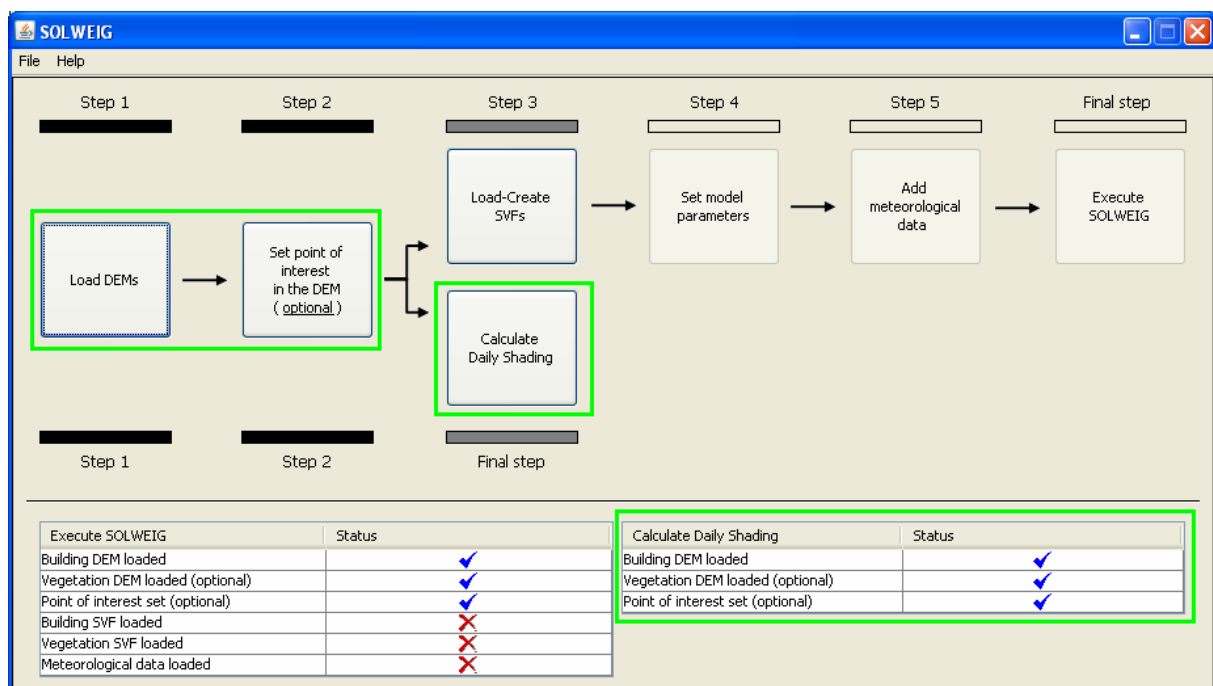 SOLWEIG
File Help
Step 1 Step 2 Step 3 Step 4 Step 5 Final step
Load-Create
SVFs
Set model
parameters
Add
meteorological
data
Execute
SOLWEIG
Load DEMs
Set point of
interest
in the DEM
( optional )
Calculate
Daily Shading
Step 1 Step 2 Final step
Execute SOLWEIG Status
Building DEM loaded
Vegetation DEM loaded (optional)
Point of interest set (optional)
Building SVF loaded
Vegetation SVF loaded
Meteorological data loaded
Calculate Daily Shading Status
Building DEM loaded
Vegetation DEM loaded (optional)
Point of interest set (optional)